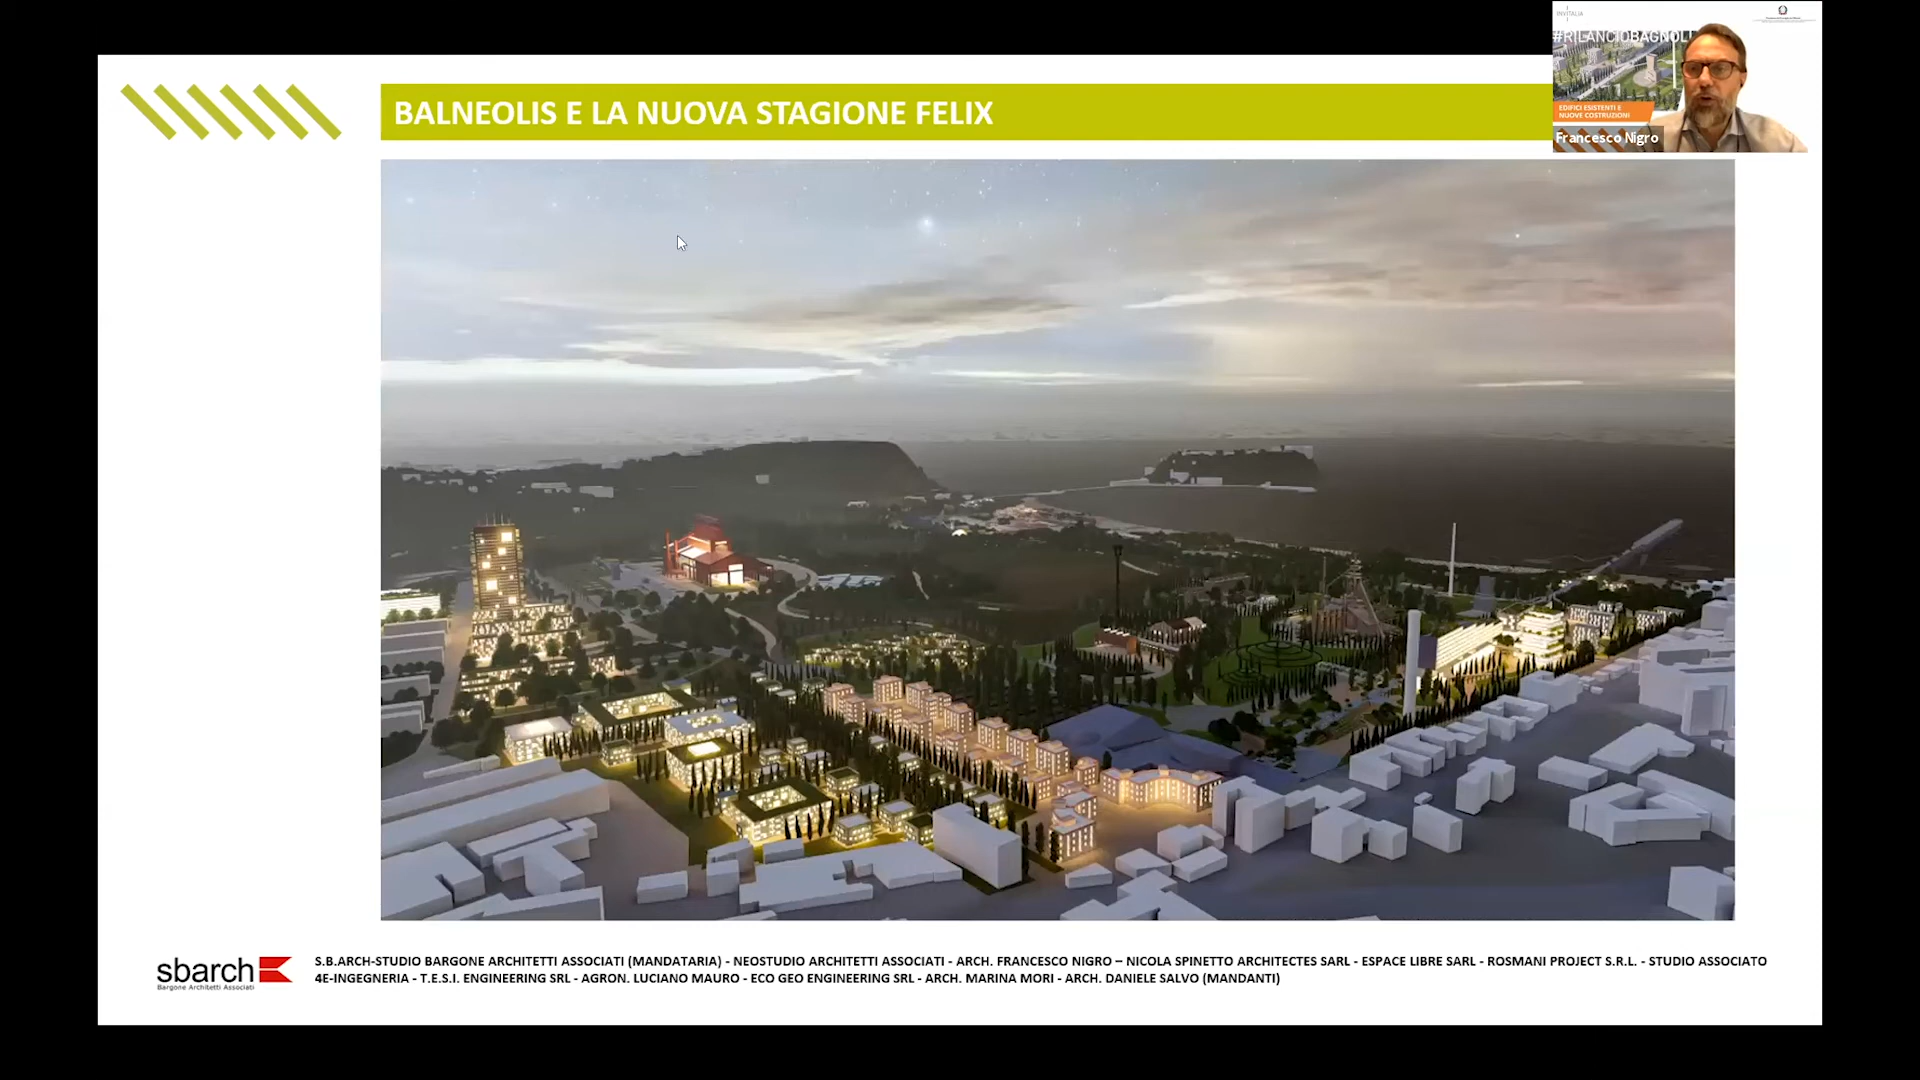 BALNEOLIS E LA NUOVA STAGIONE FELIX
INVITALIA
#RILANCIOBAGNOLI
EDIFICI ESISTENTI E
NUOVE COSTRUZIONI
Francesco Nigro
sbarch
Bargone Architetti Associati
S.B.ARCH-STUDIO BARGONE ARCHITETTI ASSOCIATI (MANDATARIA) - NEOSTUDIO ARCHITETTI ASSOCIATI - ARCH. FRANCESCO NIGRO – NICOLA SPINETTO ARCHITECTES SARL - ESPACE LIBRE SARL - ROSMANI PROJECT S.R.L. - STUDIO ASSOCIATO
4E-INGEGNERIA - T.E.S.I. ENGINEERING SRL - AGRON. LUCIANO MAURO - ECO GEO ENGINEERING SRL - ARCH. MARINA MORI - ARCH. DANIELE SALVO (MANDANTI)